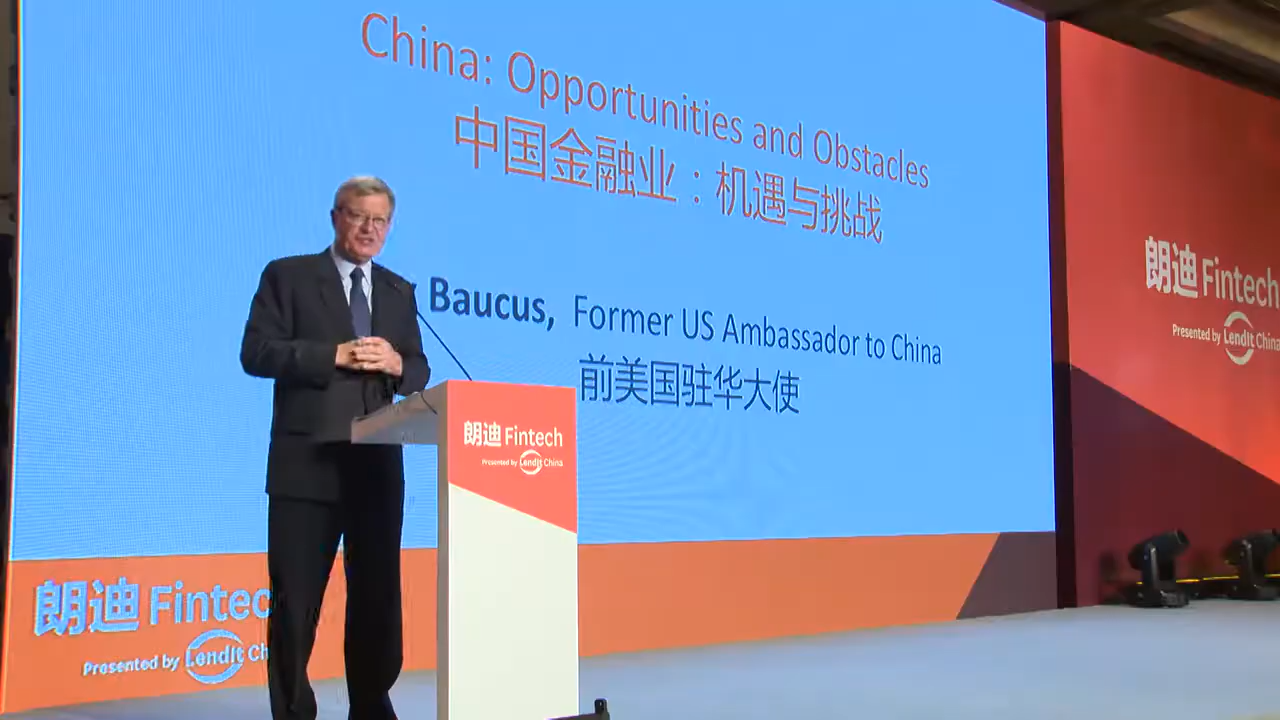 China: Opportunities and Obstacles
中国金融业：机遇与挑战
Baucus, Former US Ambassador to China
前美国驻华大使
朗迪 Fintech
Presented by LendIt China
朗迪 Fintech
Presented by LendIt China
朗迪 Fintec
Presented by LendIt Ch